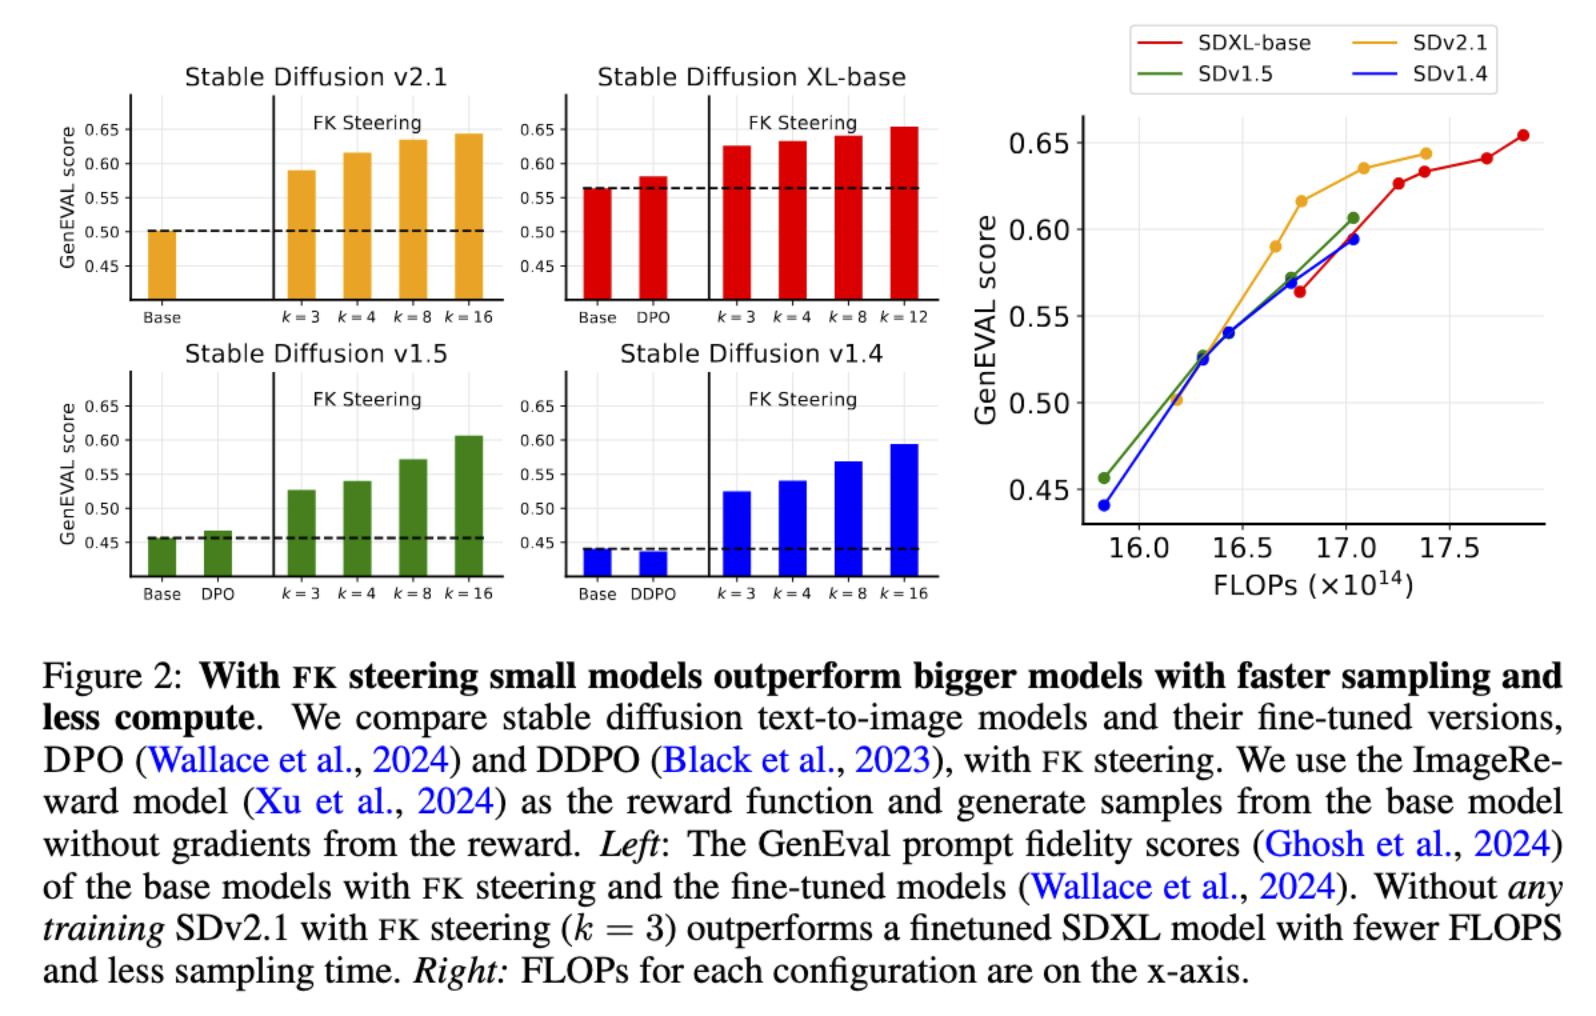 Stable Diffusion v2.1
GenEVAL score
0.65
0.60
0.55
0.50
0.45
FK Steering
Base
k = 3
k = 4
k = 8
k = 16
Stable Diffusion XL-base
0.65
0.60
0.55
0.50
0.45
FK Steering
Base
DPO
k = 3
k = 4
k = 8
k = 12
Stable Diffusion v1.5
GenEVAL score
0.65
0.60
0.55
0.50
0.45
FK Steering
Base
DPO
k = 3
k = 4
k = 8
k = 16
Stable Diffusion v1.4
0.65
0.60
0.55
0.50
0.45
FK Steering
Base
DDPO
k = 3
k = 4
k = 8
k = 16
SDXL-base
SDv2.1
SDv1.5
SDv1.4
GenEVAL score
0.65
0.60
0.55
0.50
0.45
16.0
16.5
17.0
17.5
FLOPs (×10¹⁴)
Figure 2: With FK steering small models outperform bigger models with faster sampling and
less compute. We compare stable diffusion text-to-image models and their fine-tuned versions,
DPO (Wallace et al., 2024) and DDPO (Black et al., 2023), with FK steering. We use the ImageRe-
ward model (Xu et al., 2024) as the reward function and generate samples from the base model
without gradients from the reward. Left: The GenEval prompt fidelity scores (Ghosh et al., 2024)
of the base models with FK steering and the fine-tuned models (Wallace et al., 2024). Without any
training SDv2.1 with FK steering (k = 3) outperforms a finetuned SDXL model with fewer FLOPS
and less sampling time. Right: FLOPs for each configuration are on the x-axis.